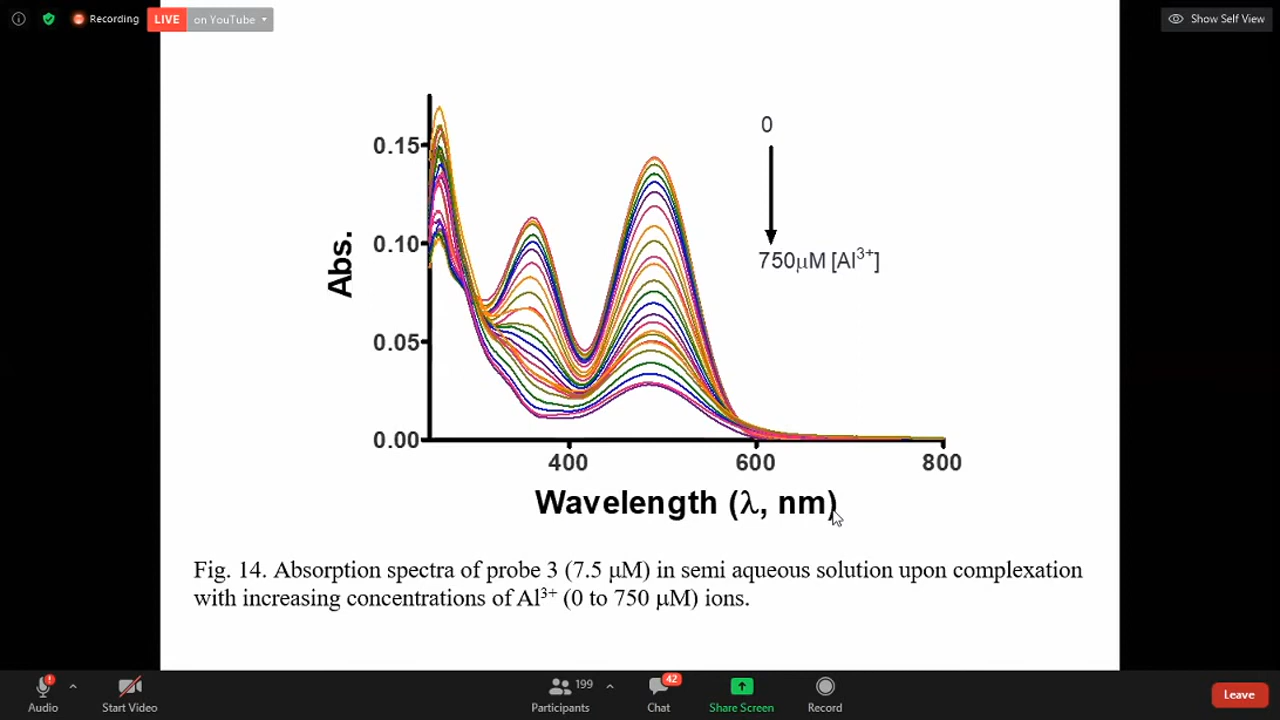 Recording
LIVE on YouTube
Show Self View
0
0.15
0.10
750μM [Al³⁺]
Abs.
0.05
0.00
400 600 800
Wavelength (λ, nm)
Fig. 14. Absorption spectra of probe 3 (7.5 μM) in semi aqueous solution upon complexation
with increasing concentrations of Al³⁺ (0 to 750 μM) ions.
199
42
Audio
Start Video
Participants
Chat
Share Screen
Record
Leave